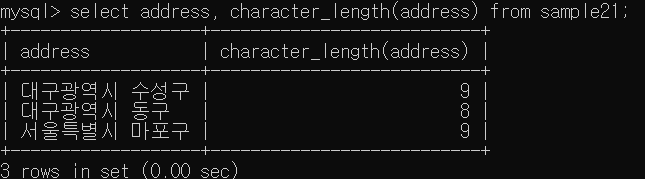 mysql> select address, character_length(address) from sample21;
+------------------+---------------------------+
| address          | character_length(address) |
+------------------+---------------------------+
| 대구광역시 수성구 |                         9 |
| 대구광역시 동구   |                         8 |
| 서울특별시 마포구 |                         9 |
+------------------+---------------------------+
3 rows in set (0.00 sec)